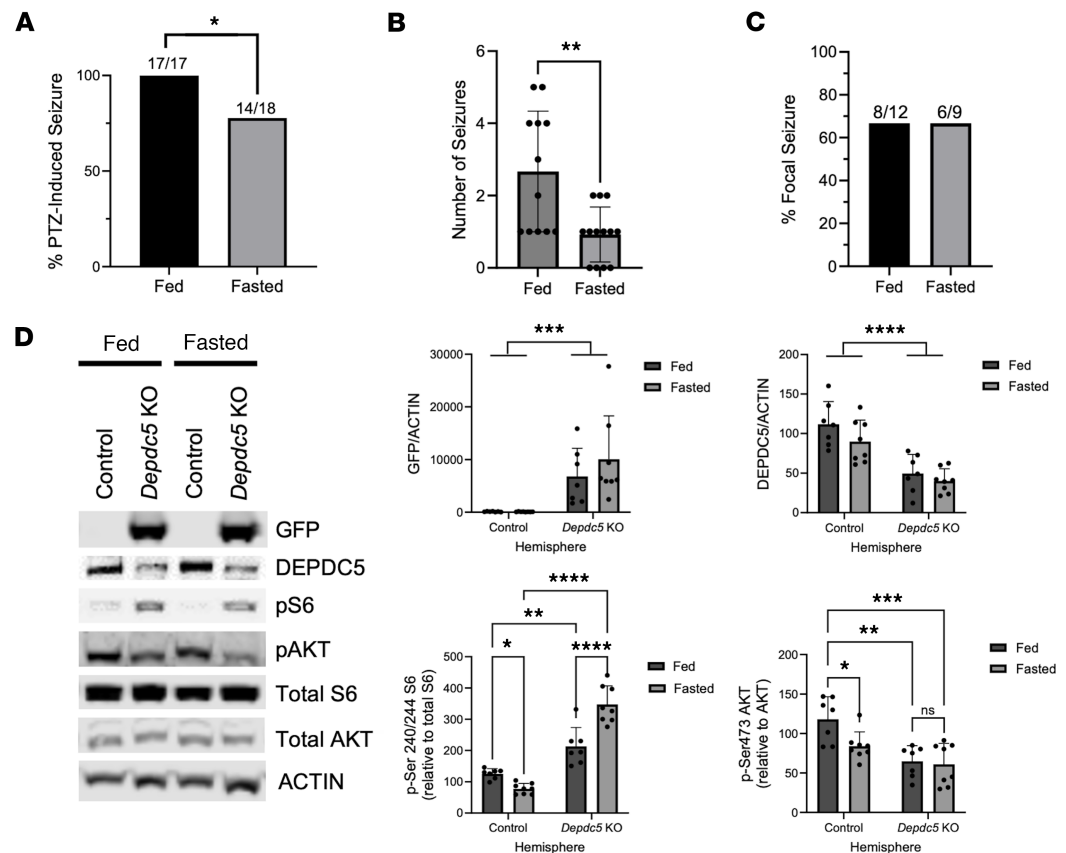 A
*
17/17
14/18
% PTZ-Induced Seizure
100
50
0
Fed
Fasted
B
**
Number of Seizures
6
4
2
0
Fed
Fasted
C
% Focal Seizure
100
80
60
40
20
0
8/12
6/9
Fed
Fasted
D
Fed
Fasted
Control
Depdc5 KO
Control
Depdc5 KO
GFP
DEPDC5
pS6
pAKT
Total S6
Total AKT
ACTIN
***
GFP/ACTIN
30000
20000
10000
0
Fed
Fasted
Control
Depdc5 KO
Hemisphere
****
DEPDC5/ACTIN
200
150
100
50
0
Fed
Fasted
Control
Depdc5 KO
Hemisphere
****
**
*
****
p-Ser 240/244 S6
(relative to total S6)
500
400
300
200
100
0
Fed
Fasted
Control
Depdc5 KO
Hemisphere
***
**
*
ns
p-Ser473 AKT
(relative to AKT)
200
150
100
50
0
Fed
Fasted
Control
Depdc5 KO
Hemisphere